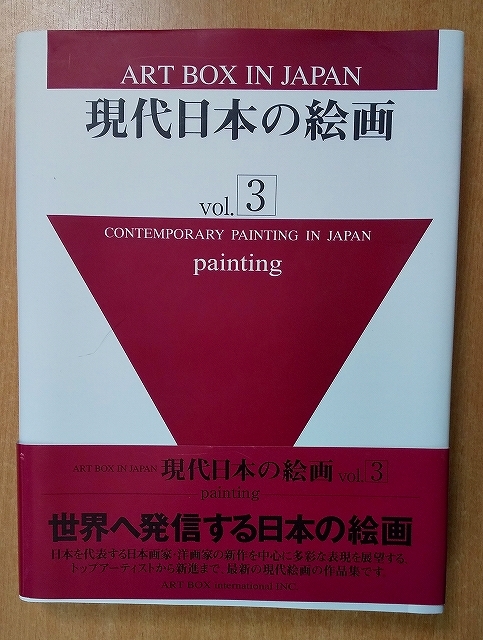 ART BOX IN JAPAN
現代日本の絵画
vol. 3
CONTEMPORARY PAINTING IN JAPAN
painting
ART BOX IN JAPAN 現代日本の絵画 vol. 3
painting
世界へ発信する日本の絵画
日本を代表する日本画家・洋画家の新作を中心に多彩な表現を展望する
トップアーティストから新進まで、最新の現代絵画の作品集です。
ART BOX international INC.